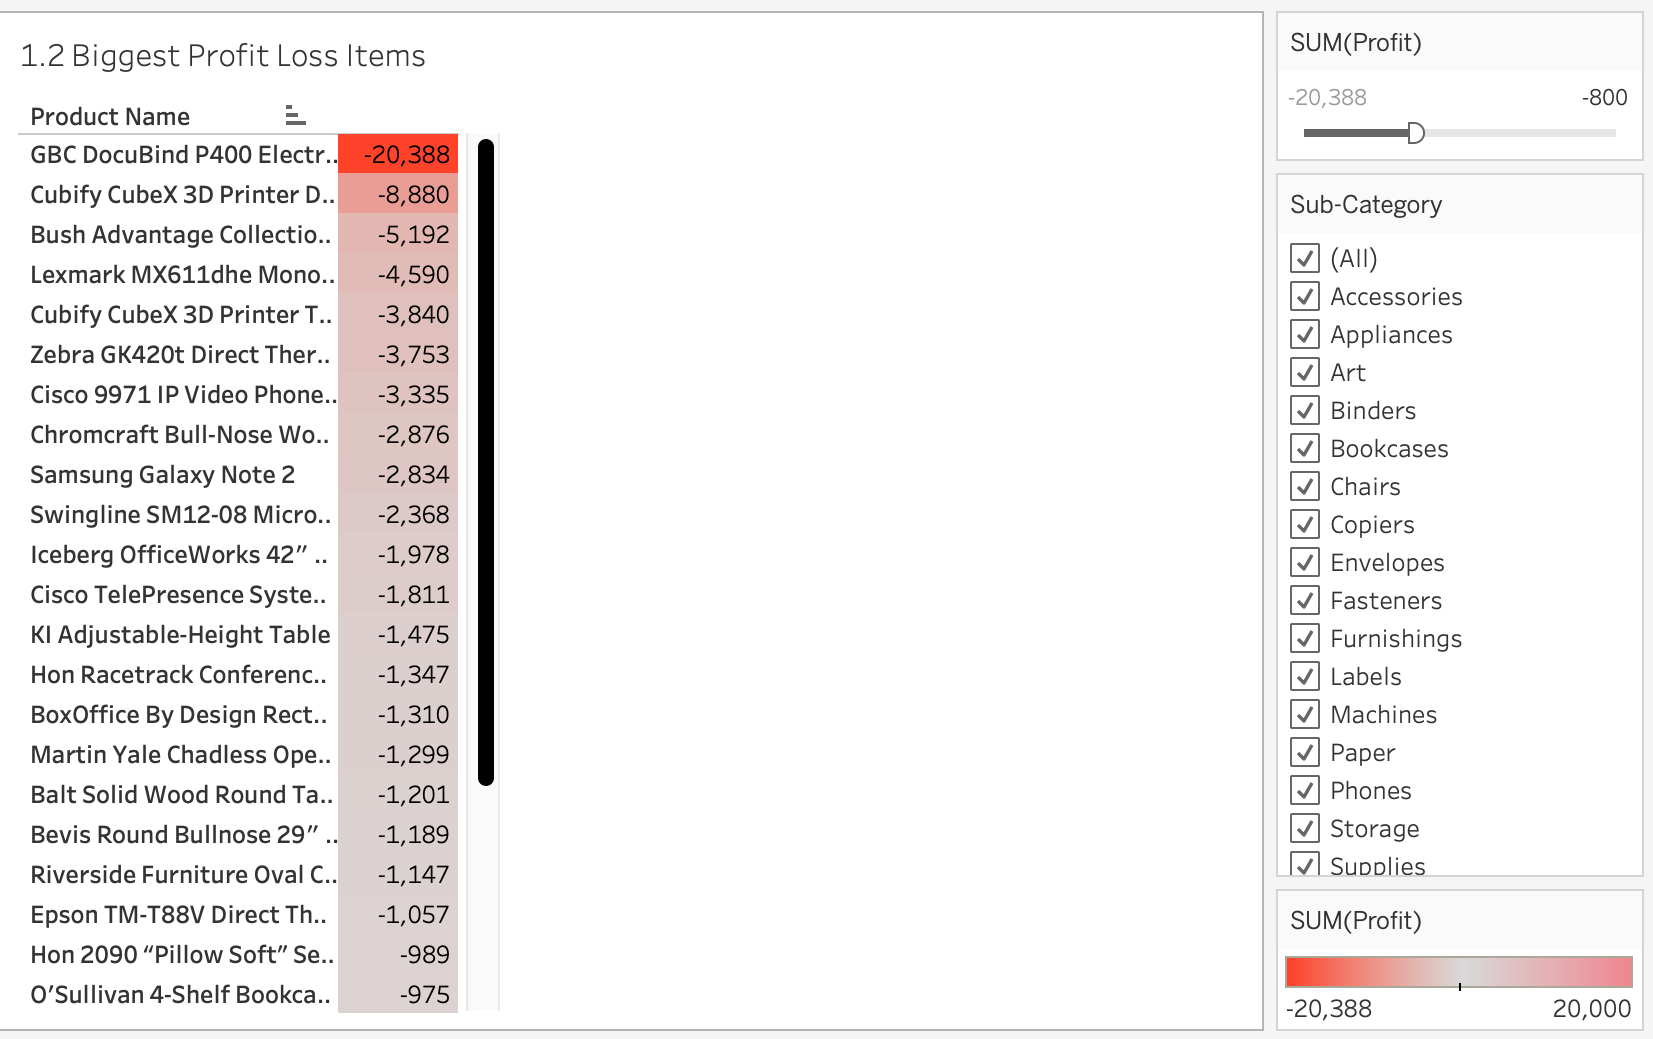 1.2 Biggest Profit Loss Items
Product Name
GBC DocuBind P400 Electr.. -20,388
Cubify CubeX 3D Printer D.. -8,880
Bush Advantage Collectio.. -5,192
Lexmark MX611dhe Mono.. -4,590
Cubify CubeX 3D Printer T.. -3,840
Zebra GK420t Direct Ther.. -3,753
Cisco 9971 IP Video Phone.. -3,335
Chromcraft Bull-Nose Wo.. -2,876
Samsung Galaxy Note 2 -2,834
Swingline SM12-08 Micro.. -2,368
Iceberg OfficeWorks 42” .. -1,978
Cisco TelePresence Syste.. -1,811
KI Adjustable-Height Table -1,475
Hon Racetrack Conferenc.. -1,347
BoxOffice By Design Rect.. -1,310
Martin Yale Chadless Ope.. -1,299
Balt Solid Wood Round Ta.. -1,201
Bevis Round Bullnose 29” .. -1,189
Riverside Furniture Oval C.. -1,147
Epson TM-T88V Direct Th.. -1,057
Hon 2090 “Pillow Soft” Se.. -989
O’Sullivan 4-Shelf Bookca.. -975
SUM(Profit)
-20,388 -800
Sub-Category
(All)
Accessories
Appliances
Art
Binders
Bookcases
Chairs
Copiers
Envelopes
Fasteners
Furnishings
Labels
Machines
Paper
Phones
Storage
Supplies
SUM(Profit)
-20,388 20,000